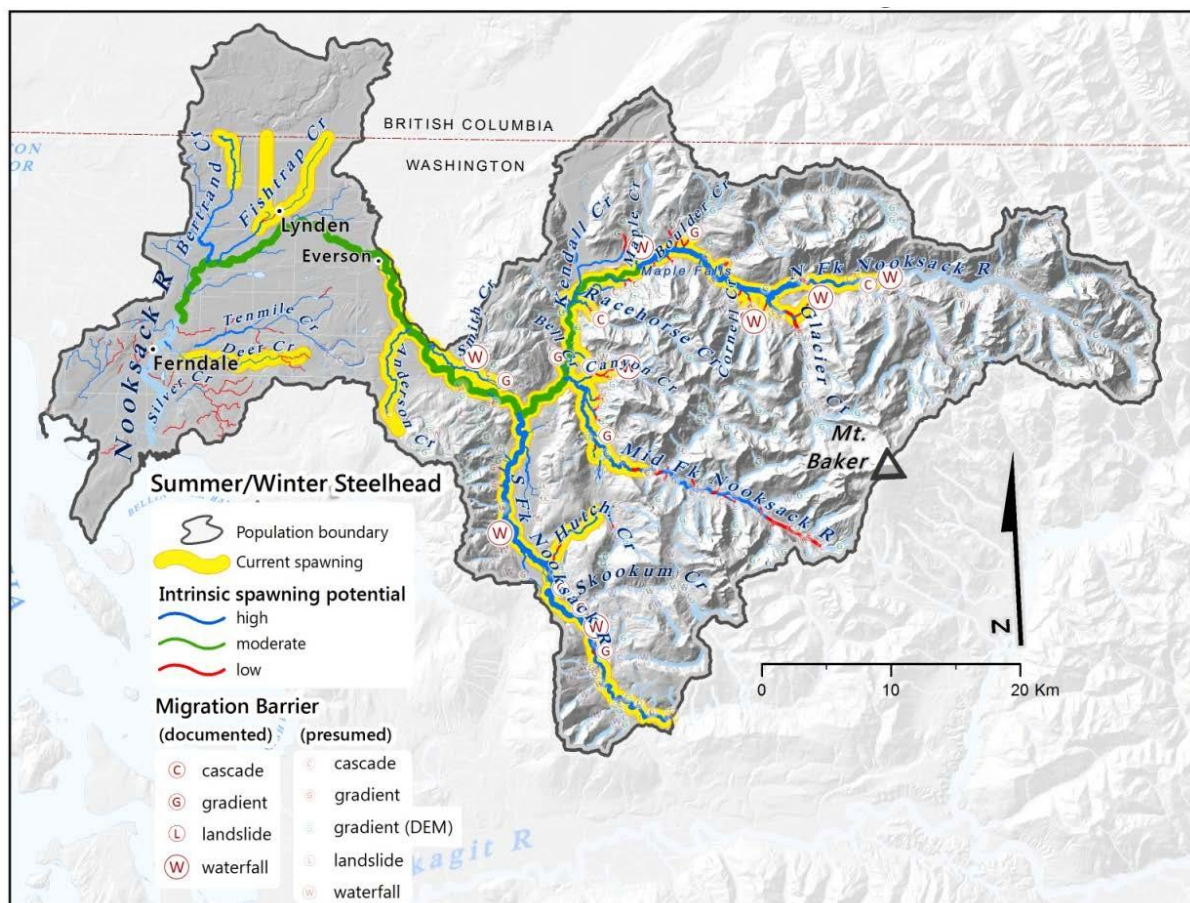 BRITISH COLUMBIA
WASHINGTON
Bertrand Cr
Fishtrap Cr
Lynden
Everson
Nooksack R
Tenmile Cr
Deer Cr
Ferndale
Silver Cr
Anderson Cr
Smith Cr
Kendall Cr
Maple Cr
Boulder Cr
Maple Falls
N Fk Nooksack R
Racehorse Cr
Bell Cr
Canyon Cr
Cornell Cr
Glacier Cr
Mt.
Baker
Mid Fk Nooksack R
S Fk Nooksack R
Hutch Cr
Skookum Cr
W
G
W
G
C
W
W
W
C
G
W
W
G
G
W
W
G
Summer/Winter Steelhead
Population boundary
Current spawning
Intrinsic spawning potential
high
moderate
low
Migration Barrier
(documented)
C cascade
G gradient
L landslide
W waterfall
(presumed)
C cascade
G gradient
G gradient (DEM)
L landslide
W waterfall
N
0 10 20 Km
kagit R